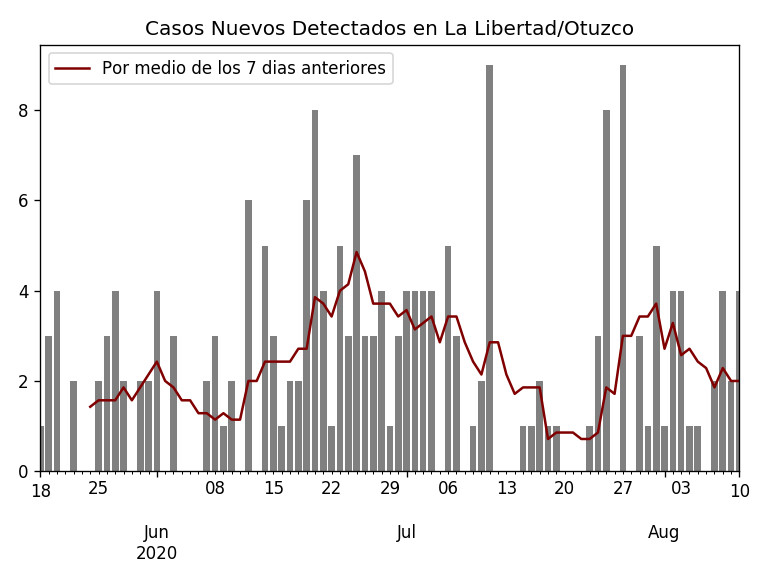 Casos Nuevos Detectados en La Libertad/Otuzco
Por medio de los 7 dias anteriores
8
6
4
2
0
18 25 08 15 22 29 06 13 20 27 03 10
Jun Jul Aug
2020